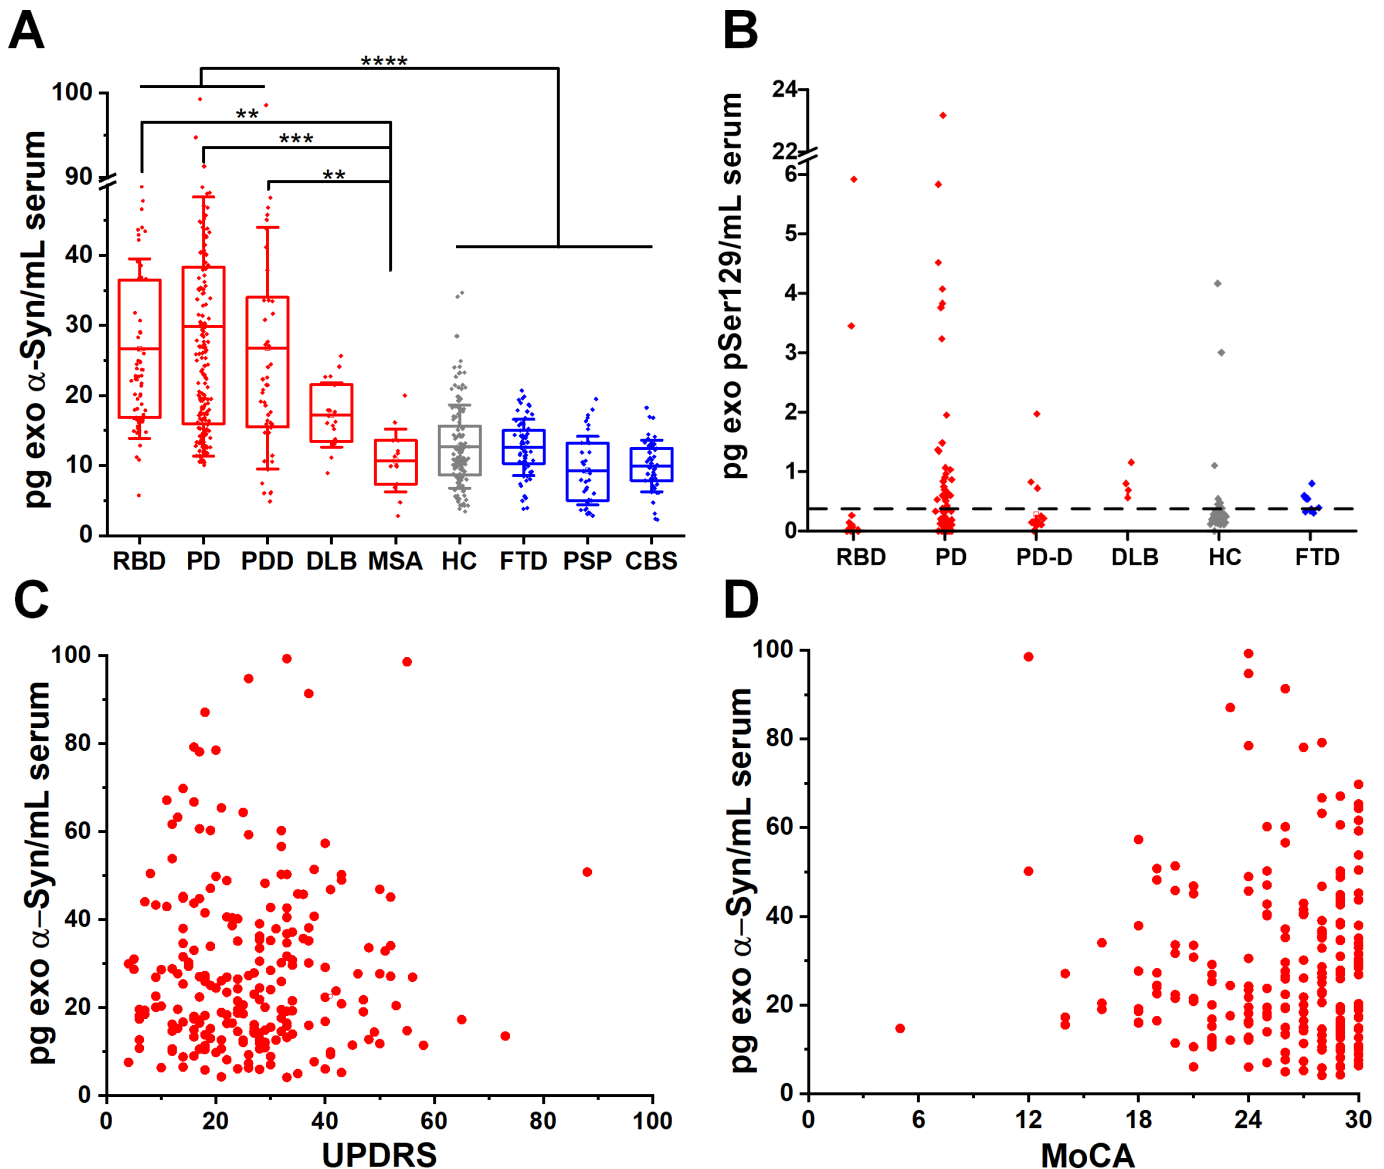 A
pg exo α-Syn/mL serum
100
90
40
30
20
10
0
****
**
***
**
RBD PD PDD DLB MSA HC FTD PSP CBS
B
pg exo pSer129/mL serum
24
22
6
5
4
3
2
1
0
RBD PD PD-D DLB HC FTD
C
pg exo α–Syn/mL serum
100
80
60
40
20
0
0 20 40 60 80 100
UPDRS
D
pg exo α–Syn/mL serum
100
80
60
40
20
0
0 6 12 18 24 30
MoCA